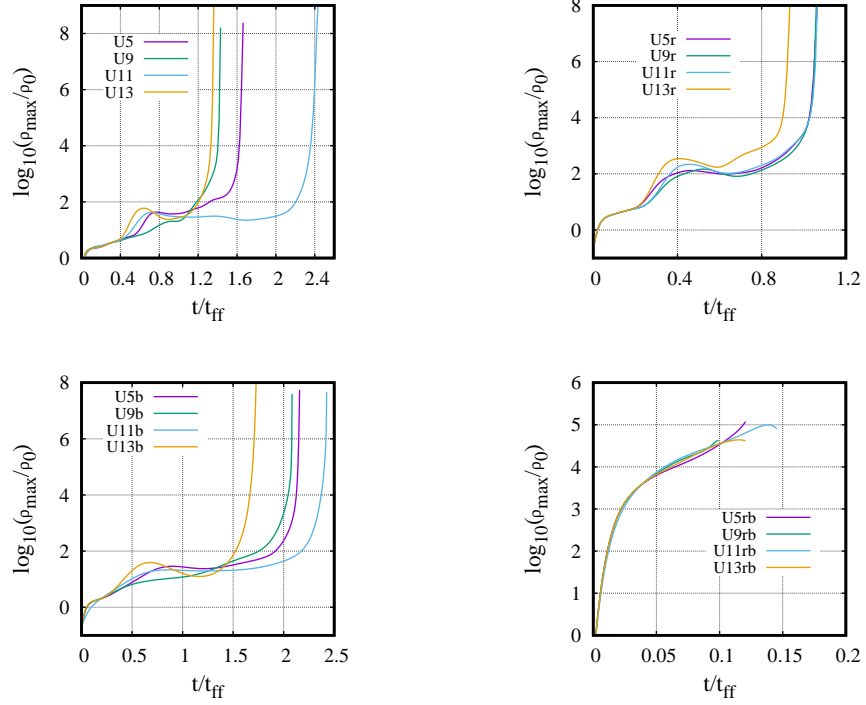 log10(ρmax/ρ0)
8
6
4
2
0
U5
U9
U11
U13
0 0.4 0.8 1.2 1.6 2 2.4
t/tff
log10(ρmax/ρ0)
8
6
4
2
0
U5r
U9r
U11r
U13r
0 0.4 0.8 1.2
t/tff
log10(ρmax/ρ0)
8
6
4
2
0
U5b
U9b
U11b
U13b
0 0.5 1 1.5 2 2.5
t/tff
log10(ρmax/ρ0)
6
5
4
3
2
1
0
U5rb
U9rb
U11rb
U13rb
0 0.05 0.1 0.15 0.2
t/tff